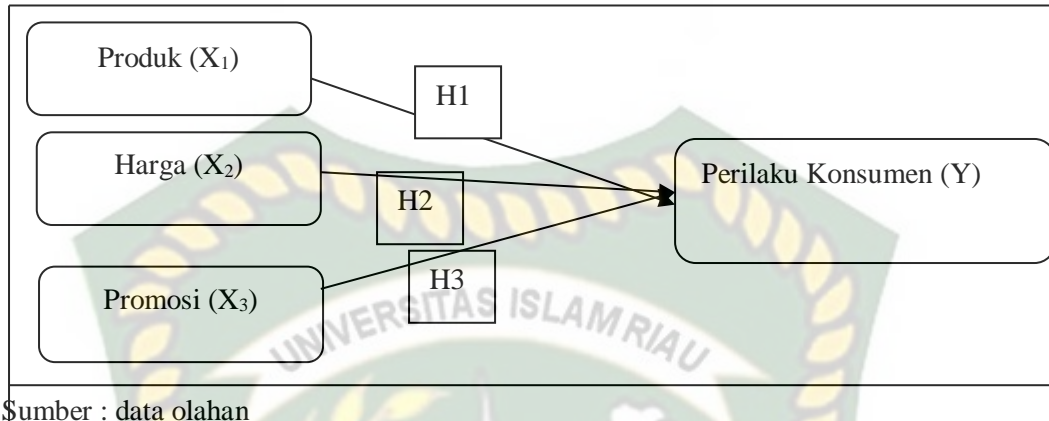 Produk (X₁)
H1
Harga (X₂)
Perilaku Konsumen (Y)
H2
Promosi (X₃)
H3
UNIVERSITAS ISLAM RIAU
Sumber : data olahan